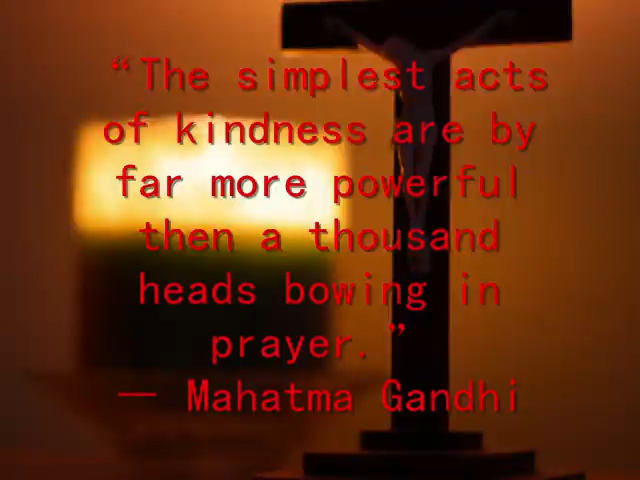 “The simplest acts
of kindness are by
far more powerful
then a thousand
heads bowing in
prayer.”
— Mahatma Gandhi